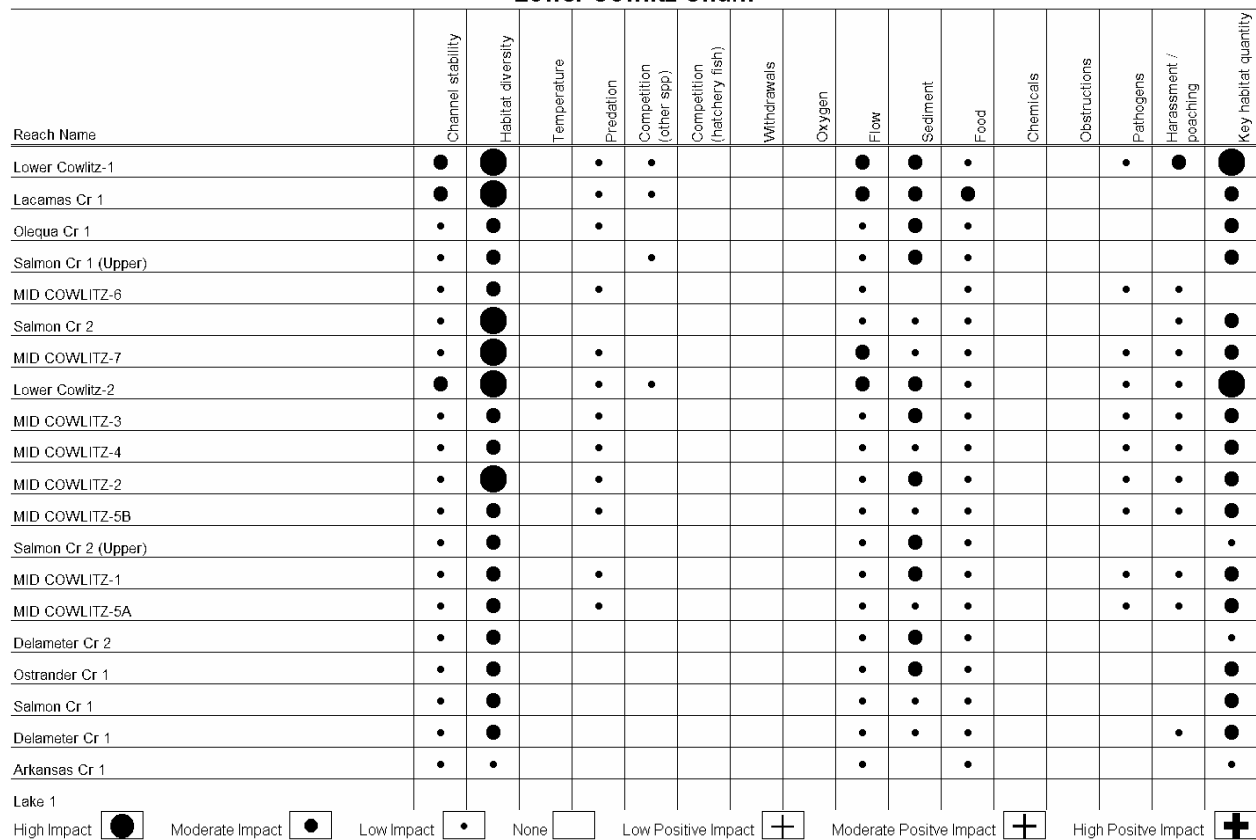 Channel stability
Habitat diversity
Temperature
Predation
Competition
(other spp)
Competition
(hatchery fish)
Withdrawals
Oxygen
Flow
Sediment
Food
Chemicals
Obstructions
Pathogens
Harassment /
poaching
Key habitat quantity
Reach Name
Lower Cowlitz-1
Lacamas Cr 1
Olequa Cr 1
Salmon Cr 1 (Upper)
MID COWLITZ-6
Salmon Cr 2
MID COWLITZ-7
Lower Cowlitz-2
MID COWLITZ-3
MID COWLITZ-4
MID COWLITZ-2
MID COWLITZ-5B
Salmon Cr 2 (Upper)
MID COWLITZ-1
MID COWLITZ-5A
Delameter Cr 2
Ostrander Cr 1
Salmon Cr 1
Delameter Cr 1
Arkansas Cr 1
Lake 1
High Impact Moderate Impact Low Impact None Low Positive Impact Moderate Positve Impact High Positve Impact